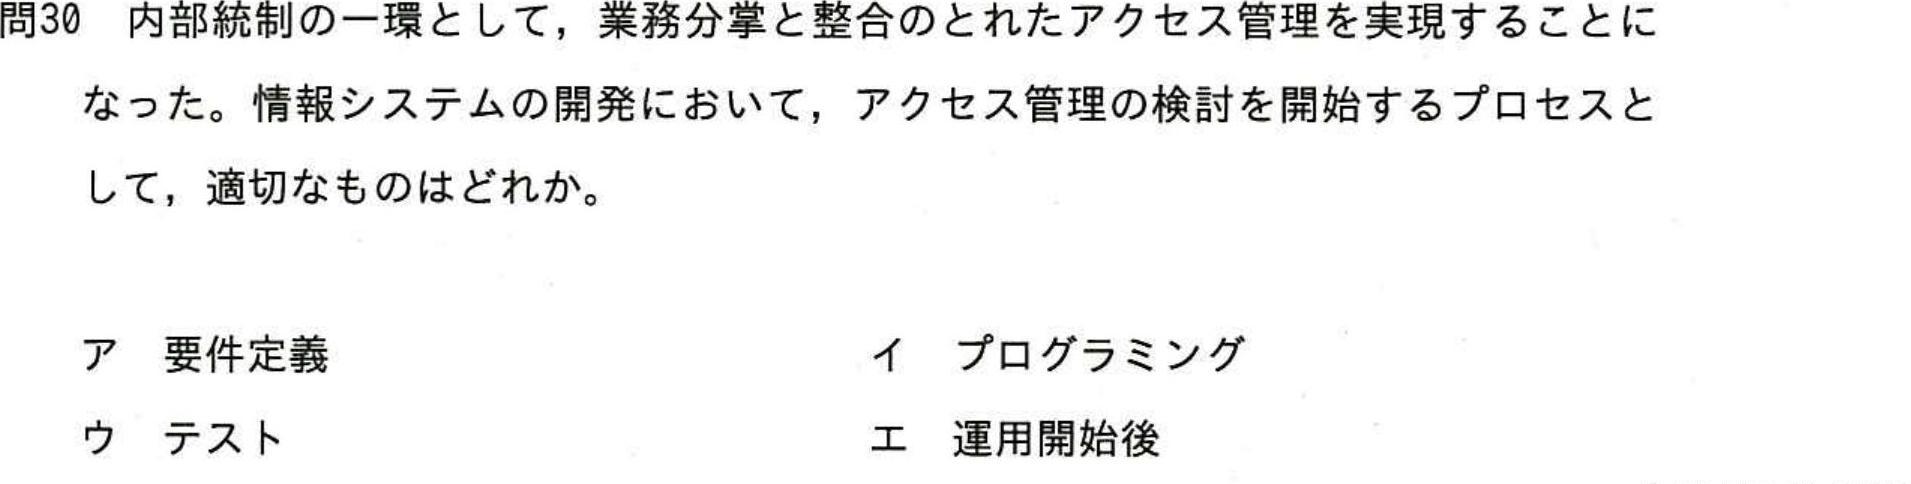 問30 内部統制の一環として，業務分掌と整合のとれたアクセス管理を実現することに
なった。情報システムの開発において，アクセス管理の検討を開始するプロセスと
して，適切なものはどれか。
ア 要件定義 イ プログラミング
ウ テスト エ 運用開始後